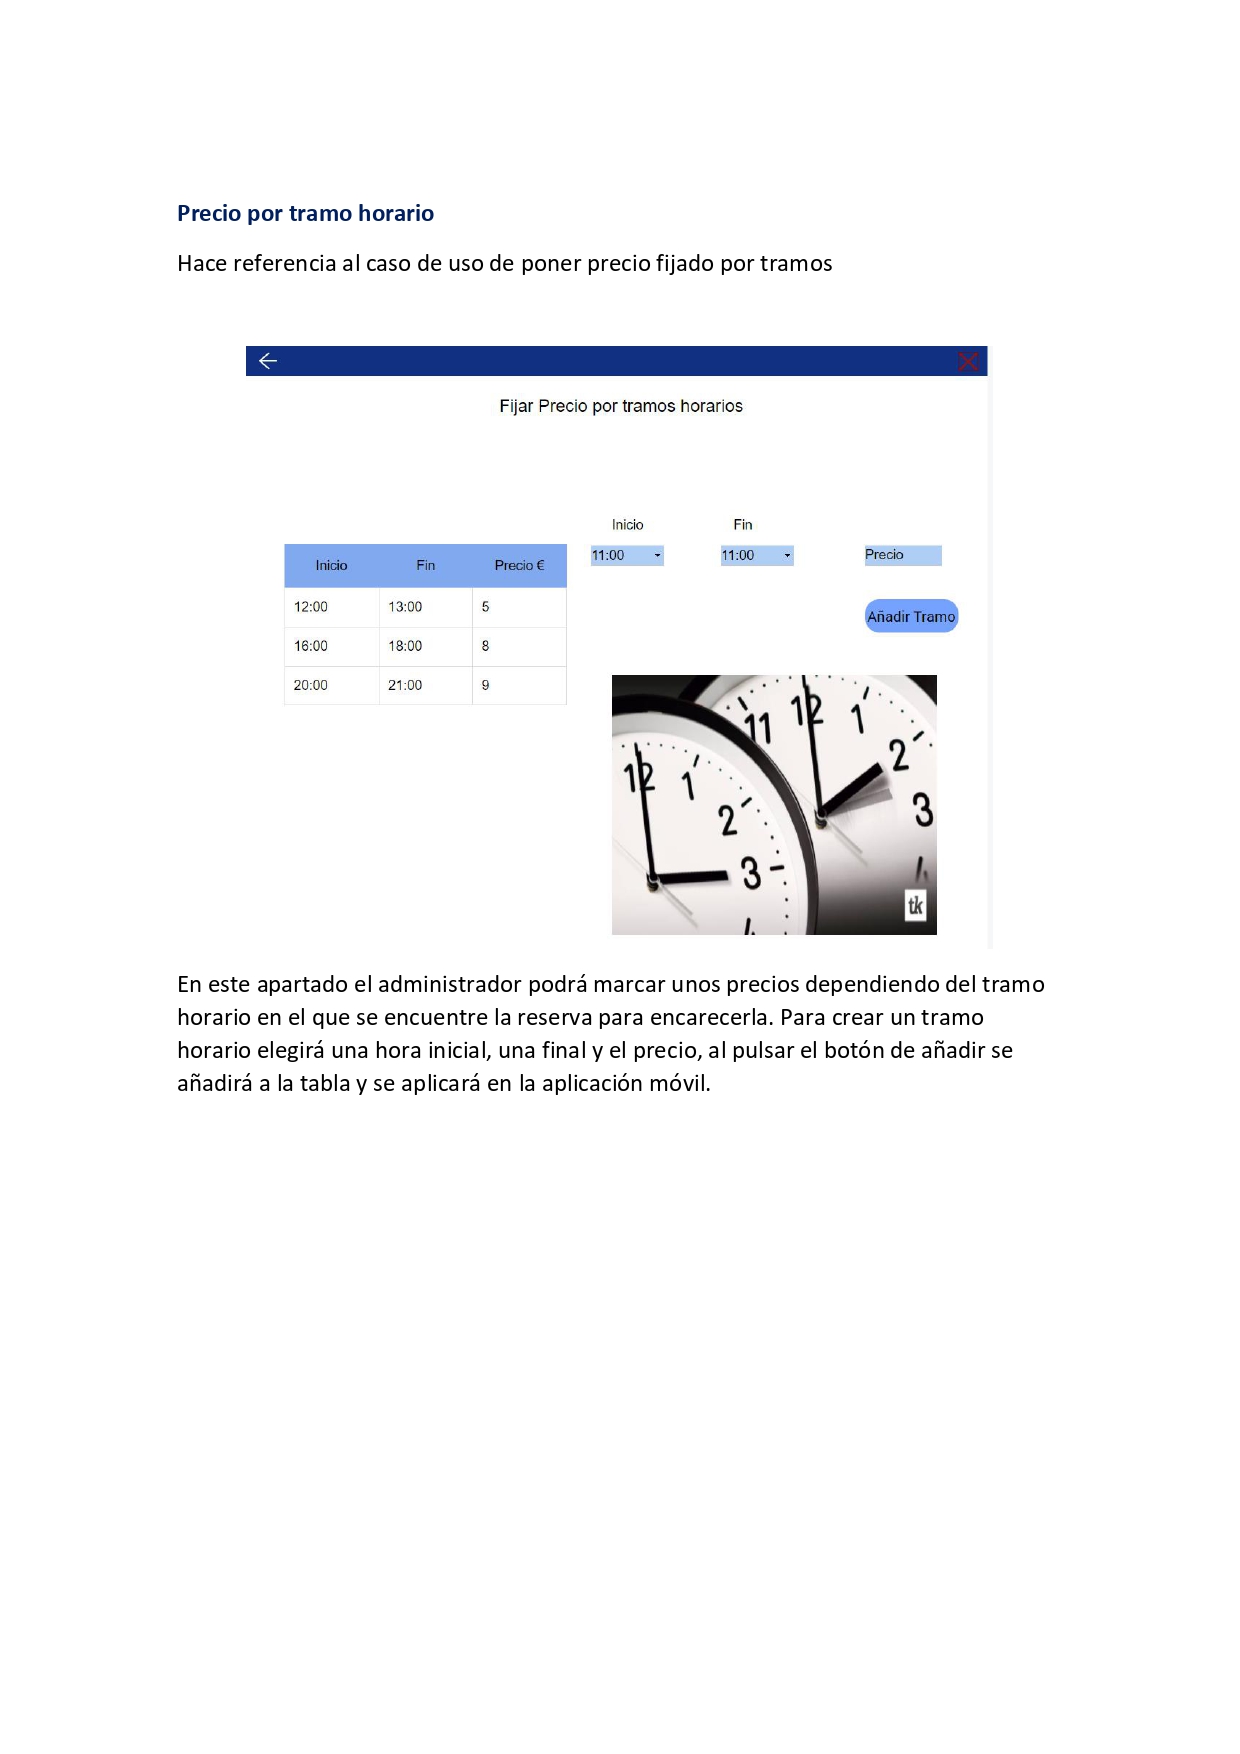 Precio por tramo horario
Hace referencia al caso de uso de poner precio fijado por tramos
Fijar Precio por tramos horarios
Inicio Fin
11:00 11:00 Precio
Añadir Tramo
Inicio Fin Precio €
12:00 13:00 5
16:00 18:00 8
20:00 21:00 9
11 12 1
2
3
4
12 1
2
3
4
tk
En este apartado el administrador podrá marcar unos precios dependiendo del tramo
horario en el que se encuentre la reserva para encarecerla. Para crear un tramo
horario elegirá una hora inicial, una final y el precio, al pulsar el botón de añadir se
añadirá a la tabla y se aplicará en la aplicación móvil.